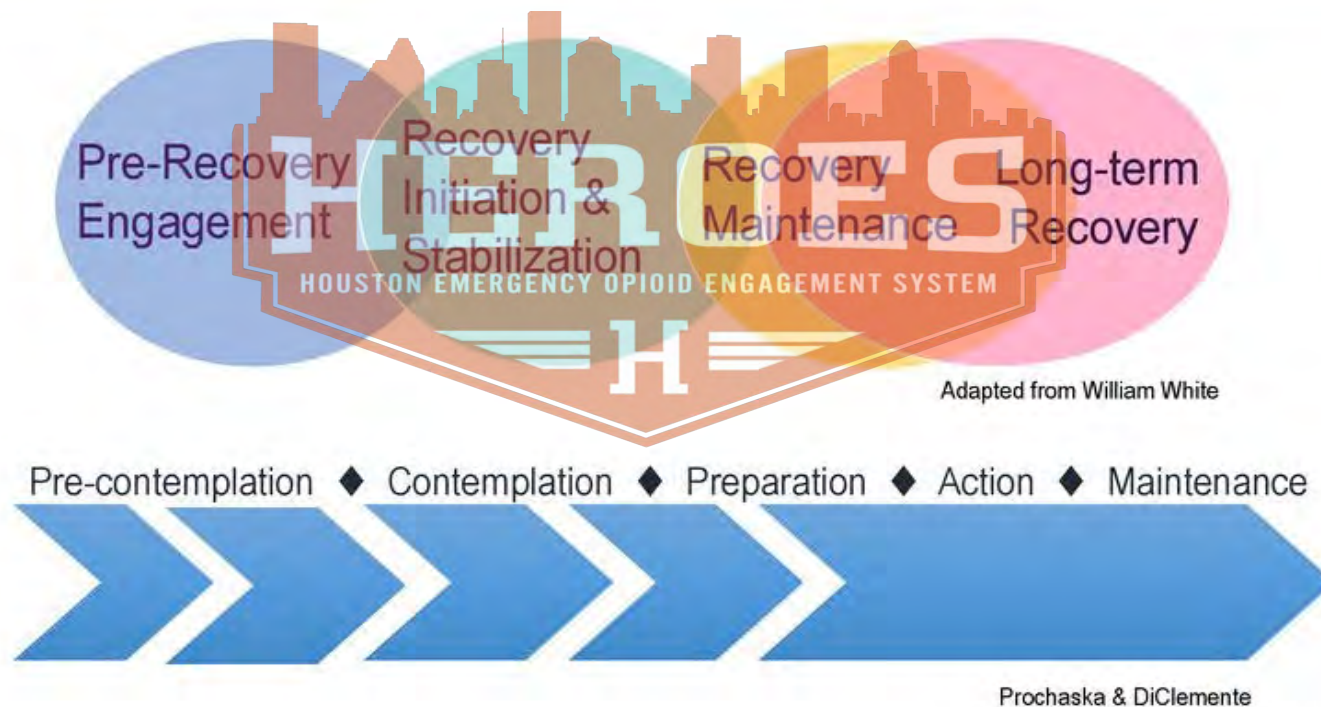 Pre-Recovery
Engagement
Recovery
Initiation &
Stabilization
Recovery
Maintenance
Long-term
Recovery
HEROES
HOUSTON EMERGENCY OPIOID ENGAGEMENT SYSTEM
H
Adapted from William White
Pre-contemplation ◆ Contemplation ◆ Preparation ◆ Action ◆ Maintenance
Prochaska & DiClemente